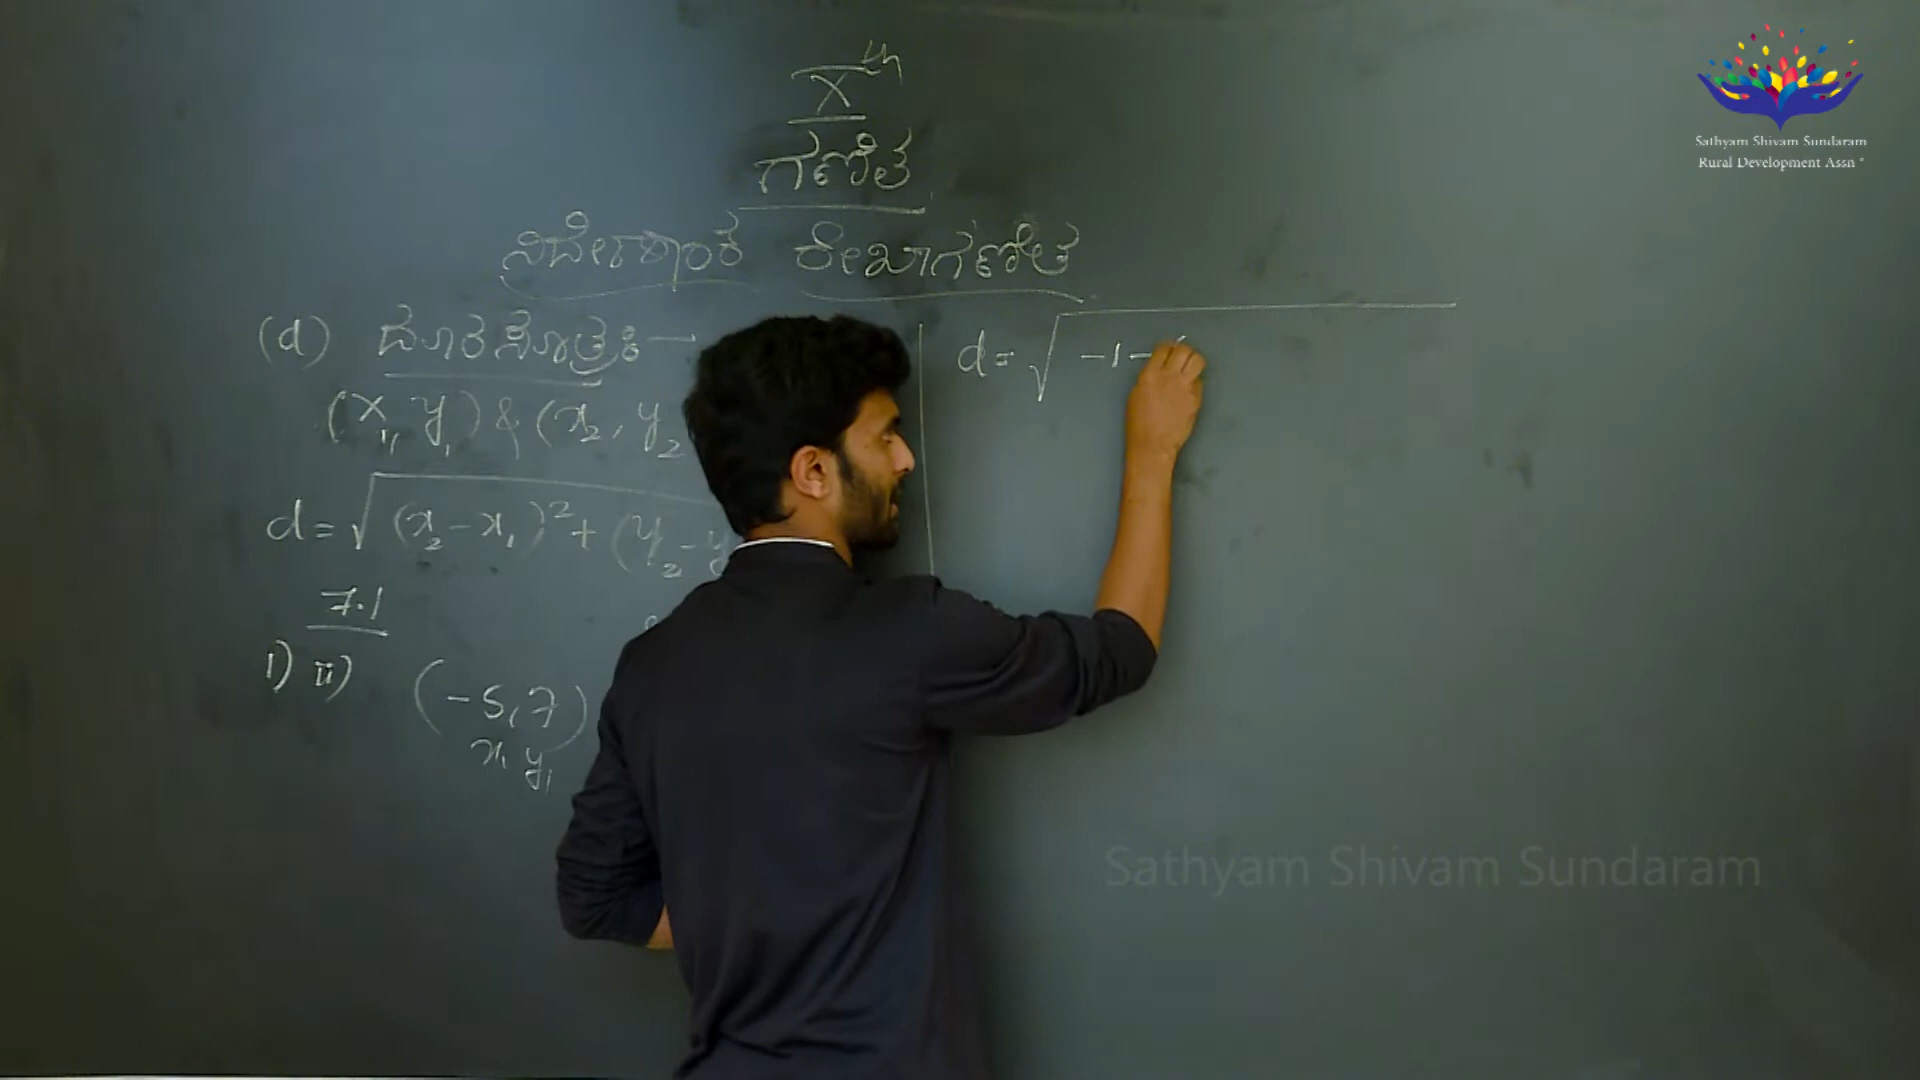 Xth
ಗಣಿತ
ನಿರ್ದೇಶಾಂಕ ರೇಖಾಗಣಿತ
(d) ದೂರ ಸೂತ್ರ :-
(x₁, y₁) & (x₂, y₂
d = √(x₂ - x₁)² + (y₂ - y
7.1
1) ii)
(-5, 7)
x₁ y₁
d = √ -1 -
Sathyam Shivam Sundaram
Rural Development Assn ®
Sathyam Shivam Sundaram